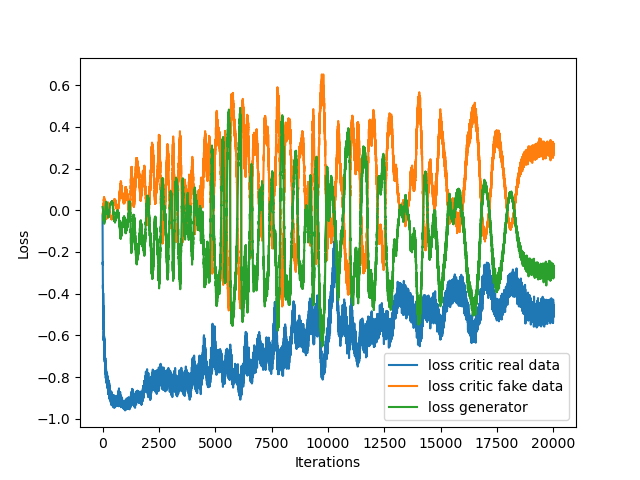 0.6
0.4
0.2
0.0
−0.2
−0.4
−0.6
−0.8
−1.0
Loss
loss critic real data
loss critic fake data
loss generator
0 2500 5000 7500 10000 12500 15000 17500 20000
Iterations